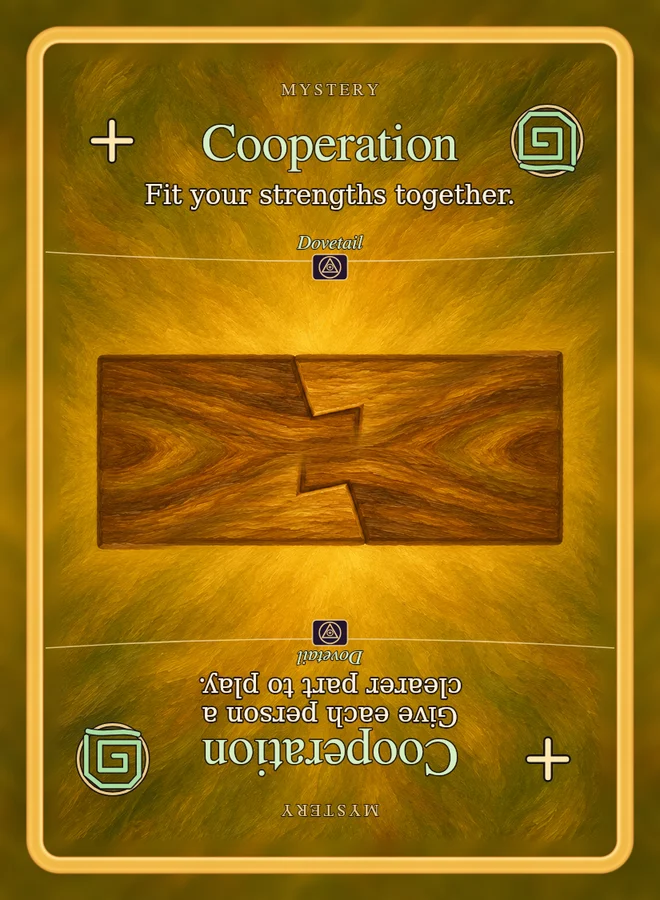 MYSTERY
Cooperation
Fit your strengths together.
Dovetail
MYSTERY
Cooperation
Give each person a
clearer part to play.
Dovetail